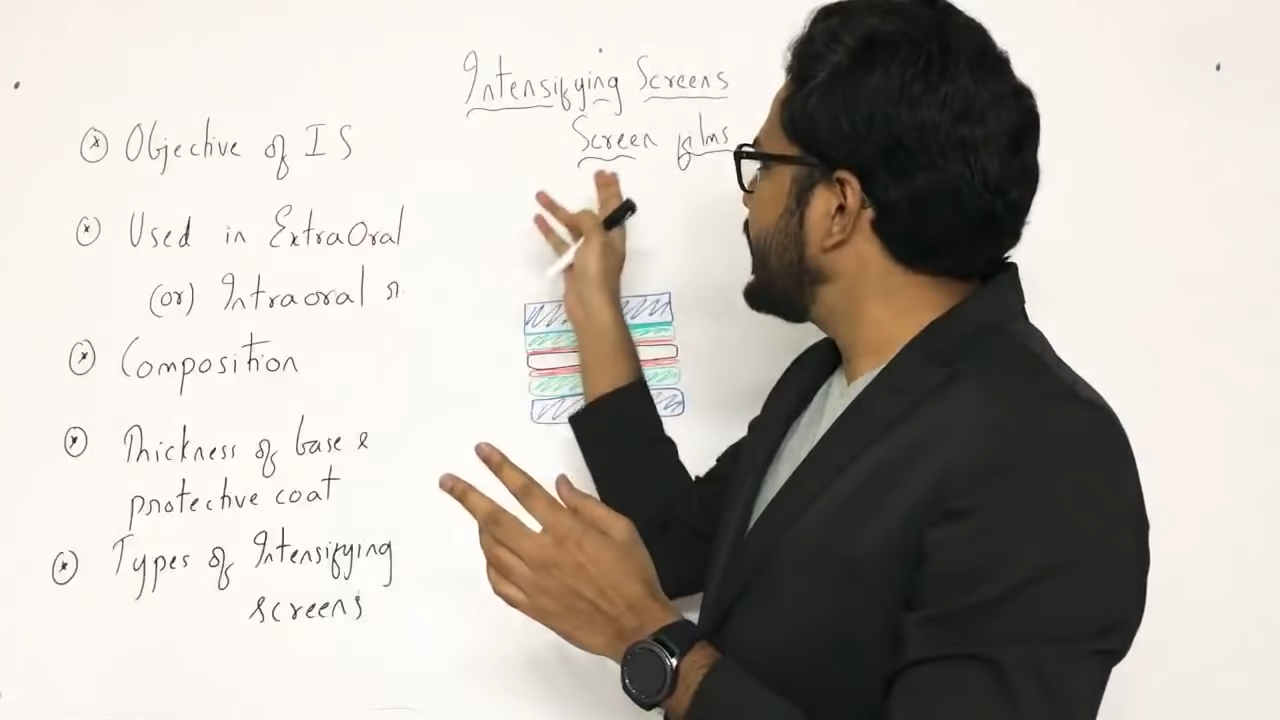 Intensifying Screens
Screen films
Objective of IS
Used in ExtraOral
(or) Intraoral
Composition
Thickness of base &
protective coat
Types of Intensifying
screens